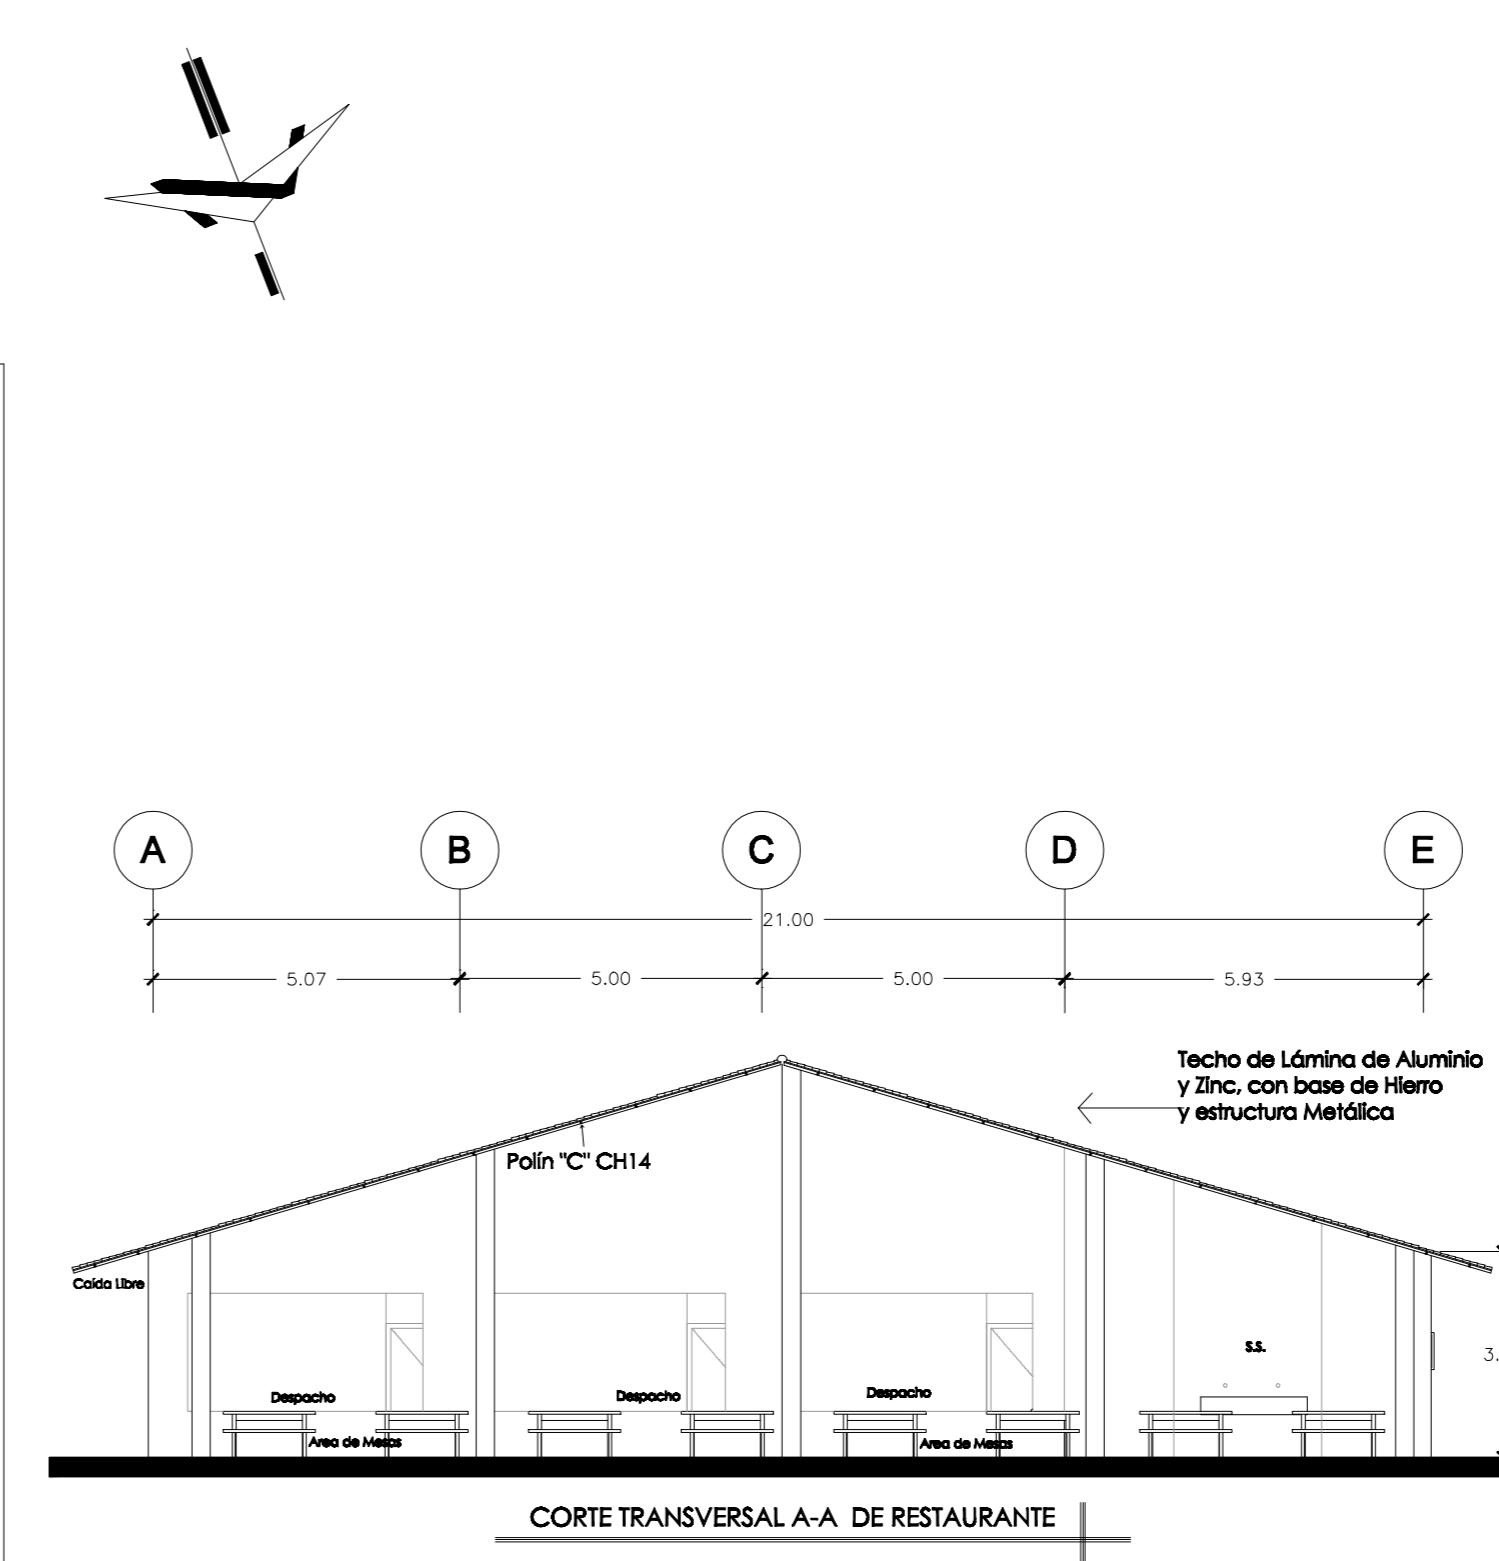 A
B
C
D
E
21.00
5.07
5.00
5.00
5.93
Techo de Lámina de Aluminio
y Zinc, con base de Hierro
y estructura Metálica
Polín "C" CH14
Caída Libre
s.s.
3.
Despacho
Despacho
Despacho
Area de Mesas
Area de Mesas
CORTE TRANSVERSAL A-A DE RESTAURANTE